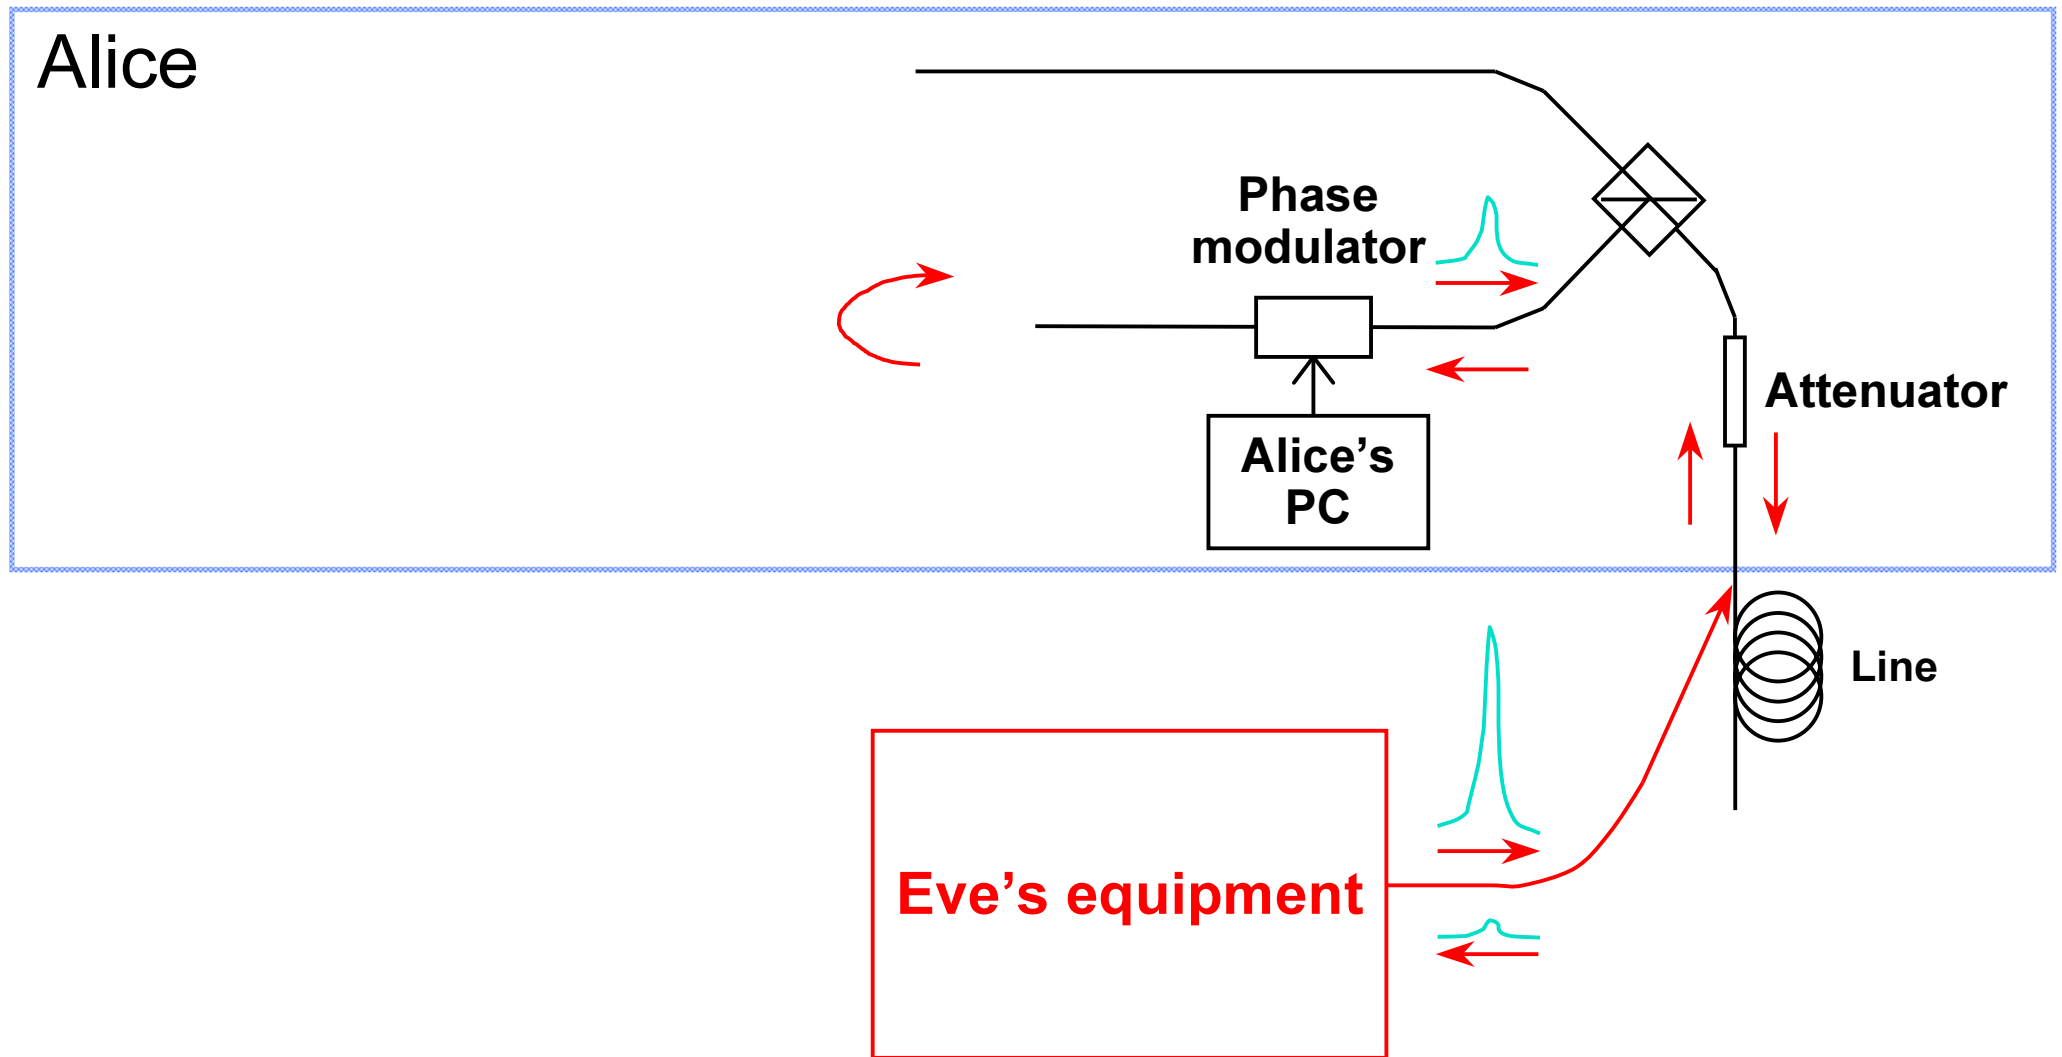 Alice
Phase
modulator
Attenuator
Alice’s
PC
Line
Eve’s equipment